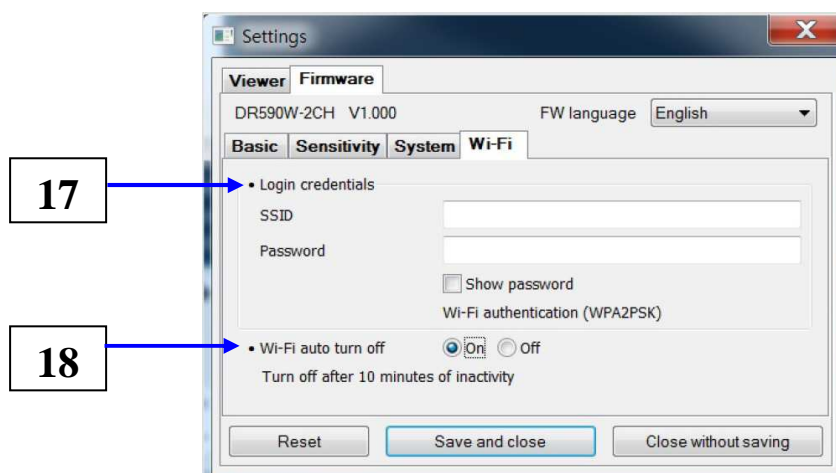 Settings
X
Viewer Firmware
DR590W-2CH V1.000 FW language English
Basic Sensitivity System Wi-Fi
17
• Login credentials
SSID
Password
Show password
Wi-Fi authentication (WPA2PSK)
18
• Wi-Fi auto turn off On Off
Turn off after 10 minutes of inactivity
Reset Save and close Close without saving